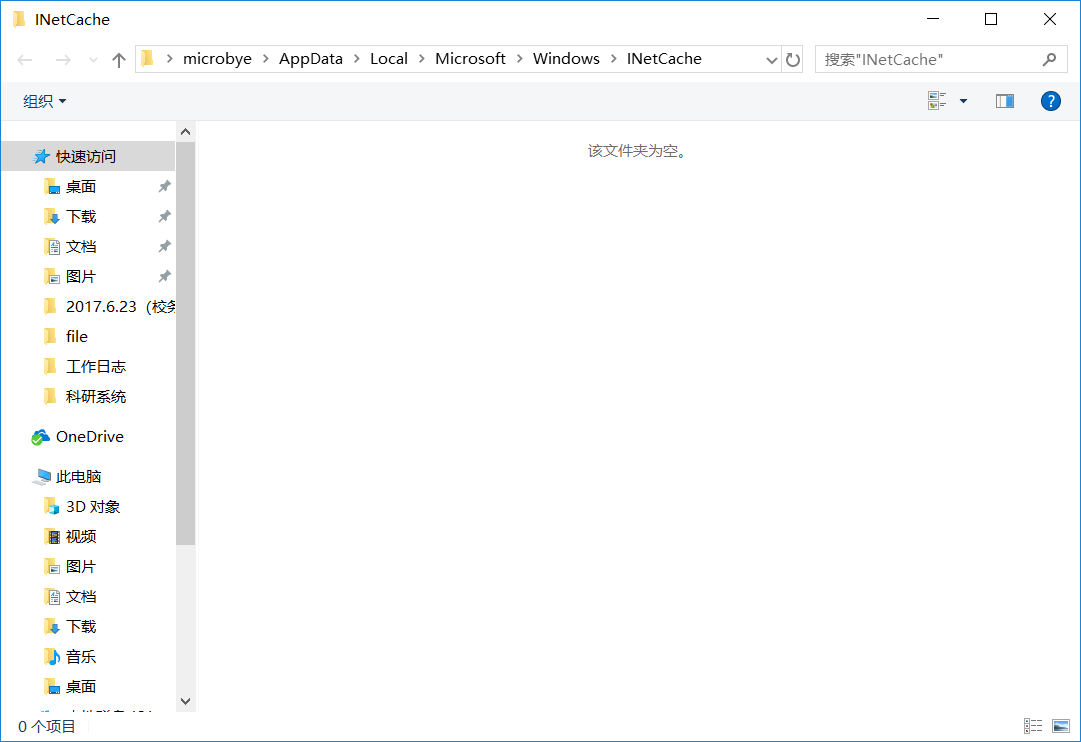 INetCache
microbye > AppData > Local > Microsoft > Windows > INetCache
搜索"INetCache"
组织
?
该文件夹为空。
快速访问
桌面
下载
文档
图片
2017.6.23（校务
file
工作日志
科研系统
OneDrive
此电脑
3D 对象
视频
图片
文档
下载
音乐
桌面
0 个项目